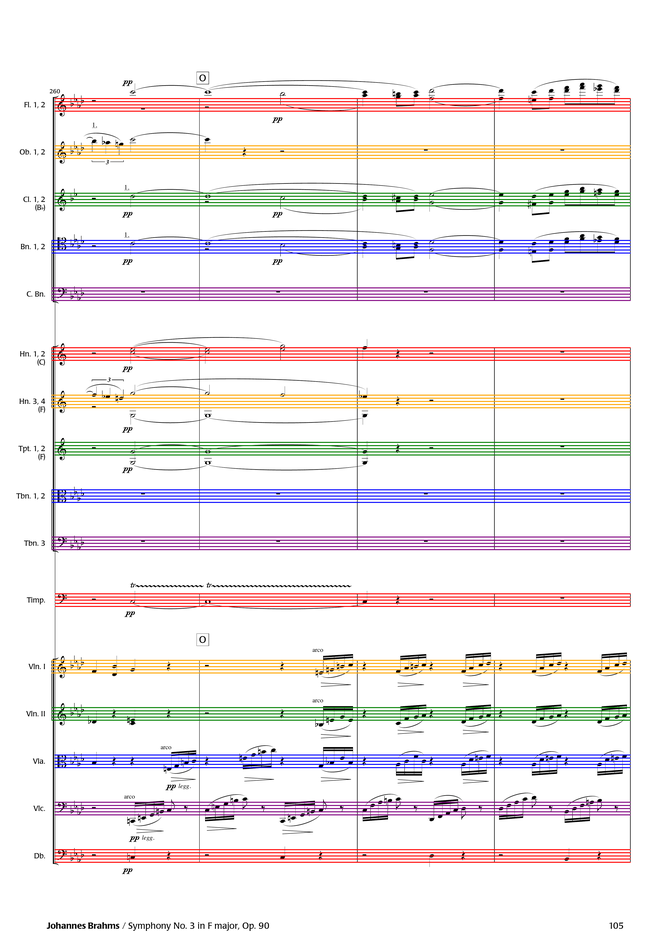 pp
O
260
Fl. 1, 2
pp
1.
Ob. 1, 2
3
1.
Cl. 1, 2
(B♭)
pp
pp
1.
Bn. 1, 2
pp
pp
C. Bn.
Hn. 1, 2
(C)
pp
3
Hn. 3, 4
(F)
pp
Tpt. 1, 2
(F)
pp
Tbn. 1, 2
Tbn. 3
tr tr
Timp.
pp
O
arco
Vln. I
arco
Vln. II
arco
Vla.
pp legg.
arco
Vlc.
pp legg.
Db.
pp
Johannes Brahms / Symphony No. 3 in F major, Op. 90
105